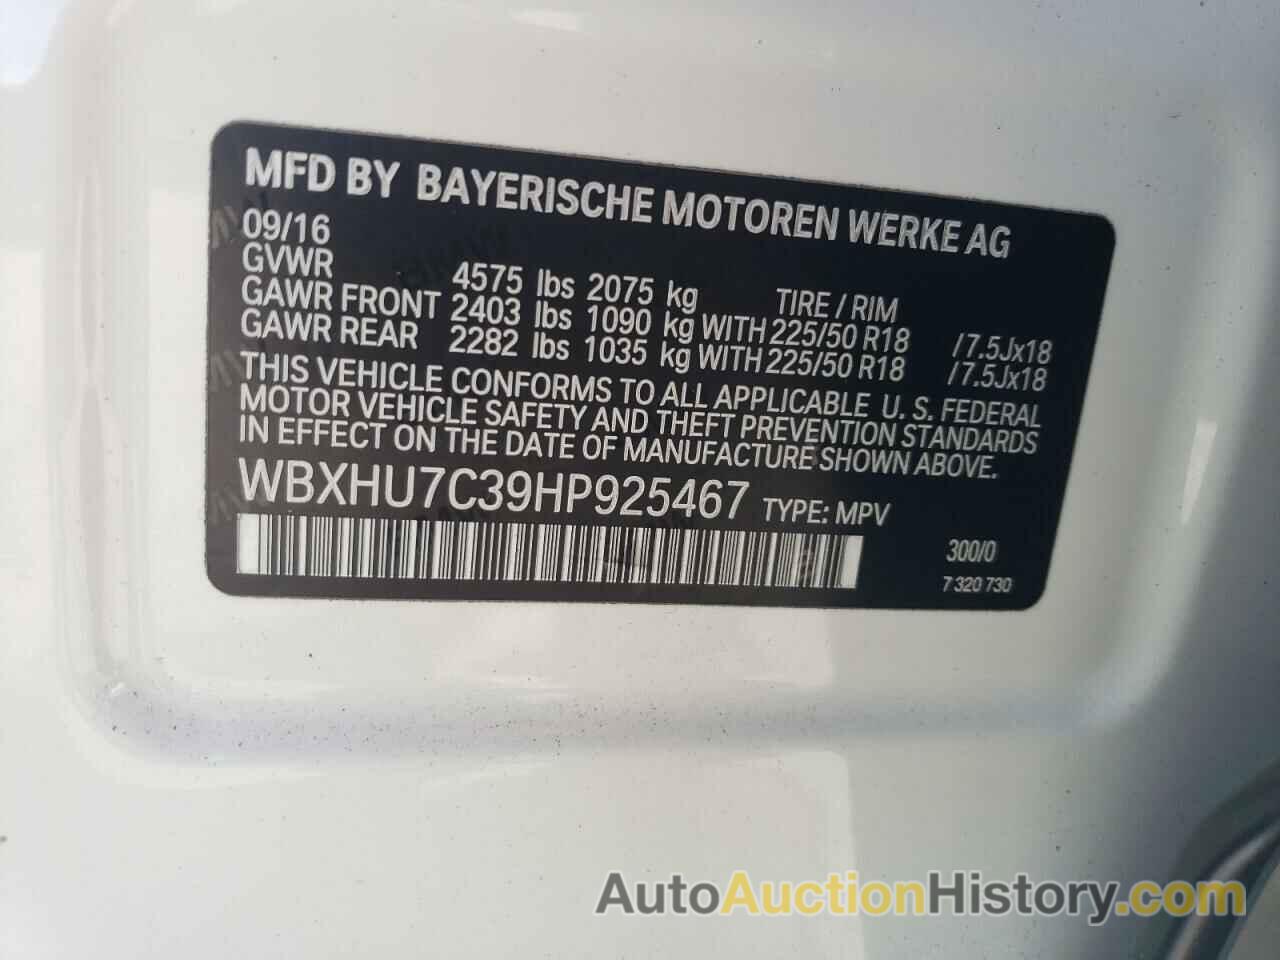 MFD BY BAYERISCHE MOTOREN WERKE AG
09/16
GVWR 4575 lbs 2075 kg TIRE / RIM
GAWR FRONT 2403 lbs 1090 kg WITH 225/50 R18 /7.5Jx18
GAWR REAR 2282 lbs 1035 kg WITH 225/50 R18 /7.5Jx18
THIS VEHICLE CONFORMS TO ALL APPLICABLE U. S. FEDERAL
MOTOR VEHICLE SAFETY AND THEFT PREVENTION STANDARDS
IN EFFECT ON THE DATE OF MANUFACTURE SHOWN ABOVE.
WBXHU7C39HP925467 TYPE: MPV
300/0
7 320 730
AutoAuctionHistory.com